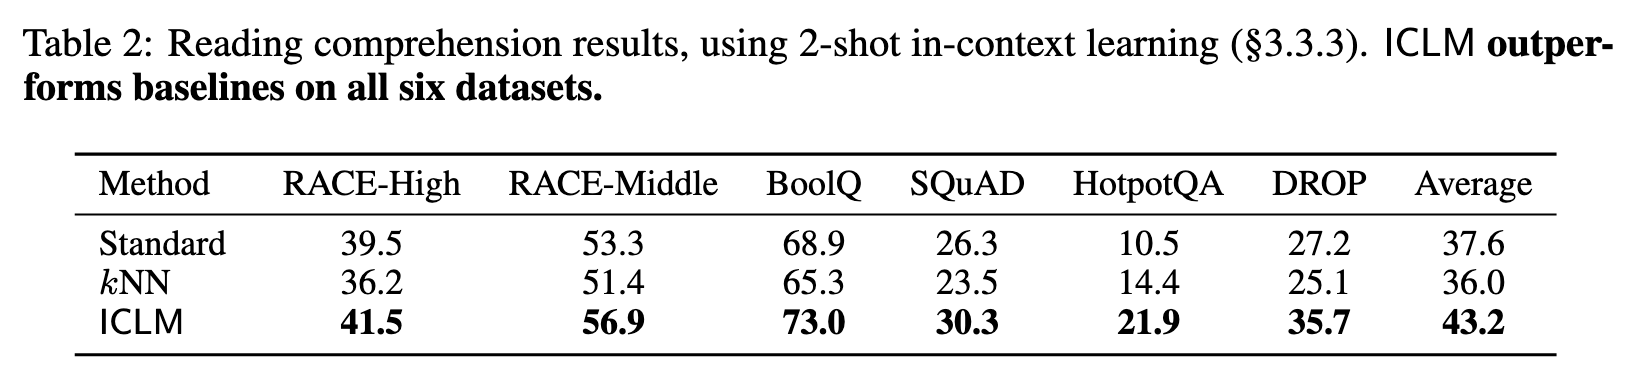 Table 2: Reading comprehension results, using 2-shot in-context learning (§3.3.3). ICLM outper-
forms baselines on all six datasets.
Method RACE-High RACE-Middle BoolQ SQuAD HotpotQA DROP Average
Standard 39.5 53.3 68.9 26.3 10.5 27.2 37.6
kNN 36.2 51.4 65.3 23.5 14.4 25.1 36.0
ICLM 41.5 56.9 73.0 30.3 21.9 35.7 43.2